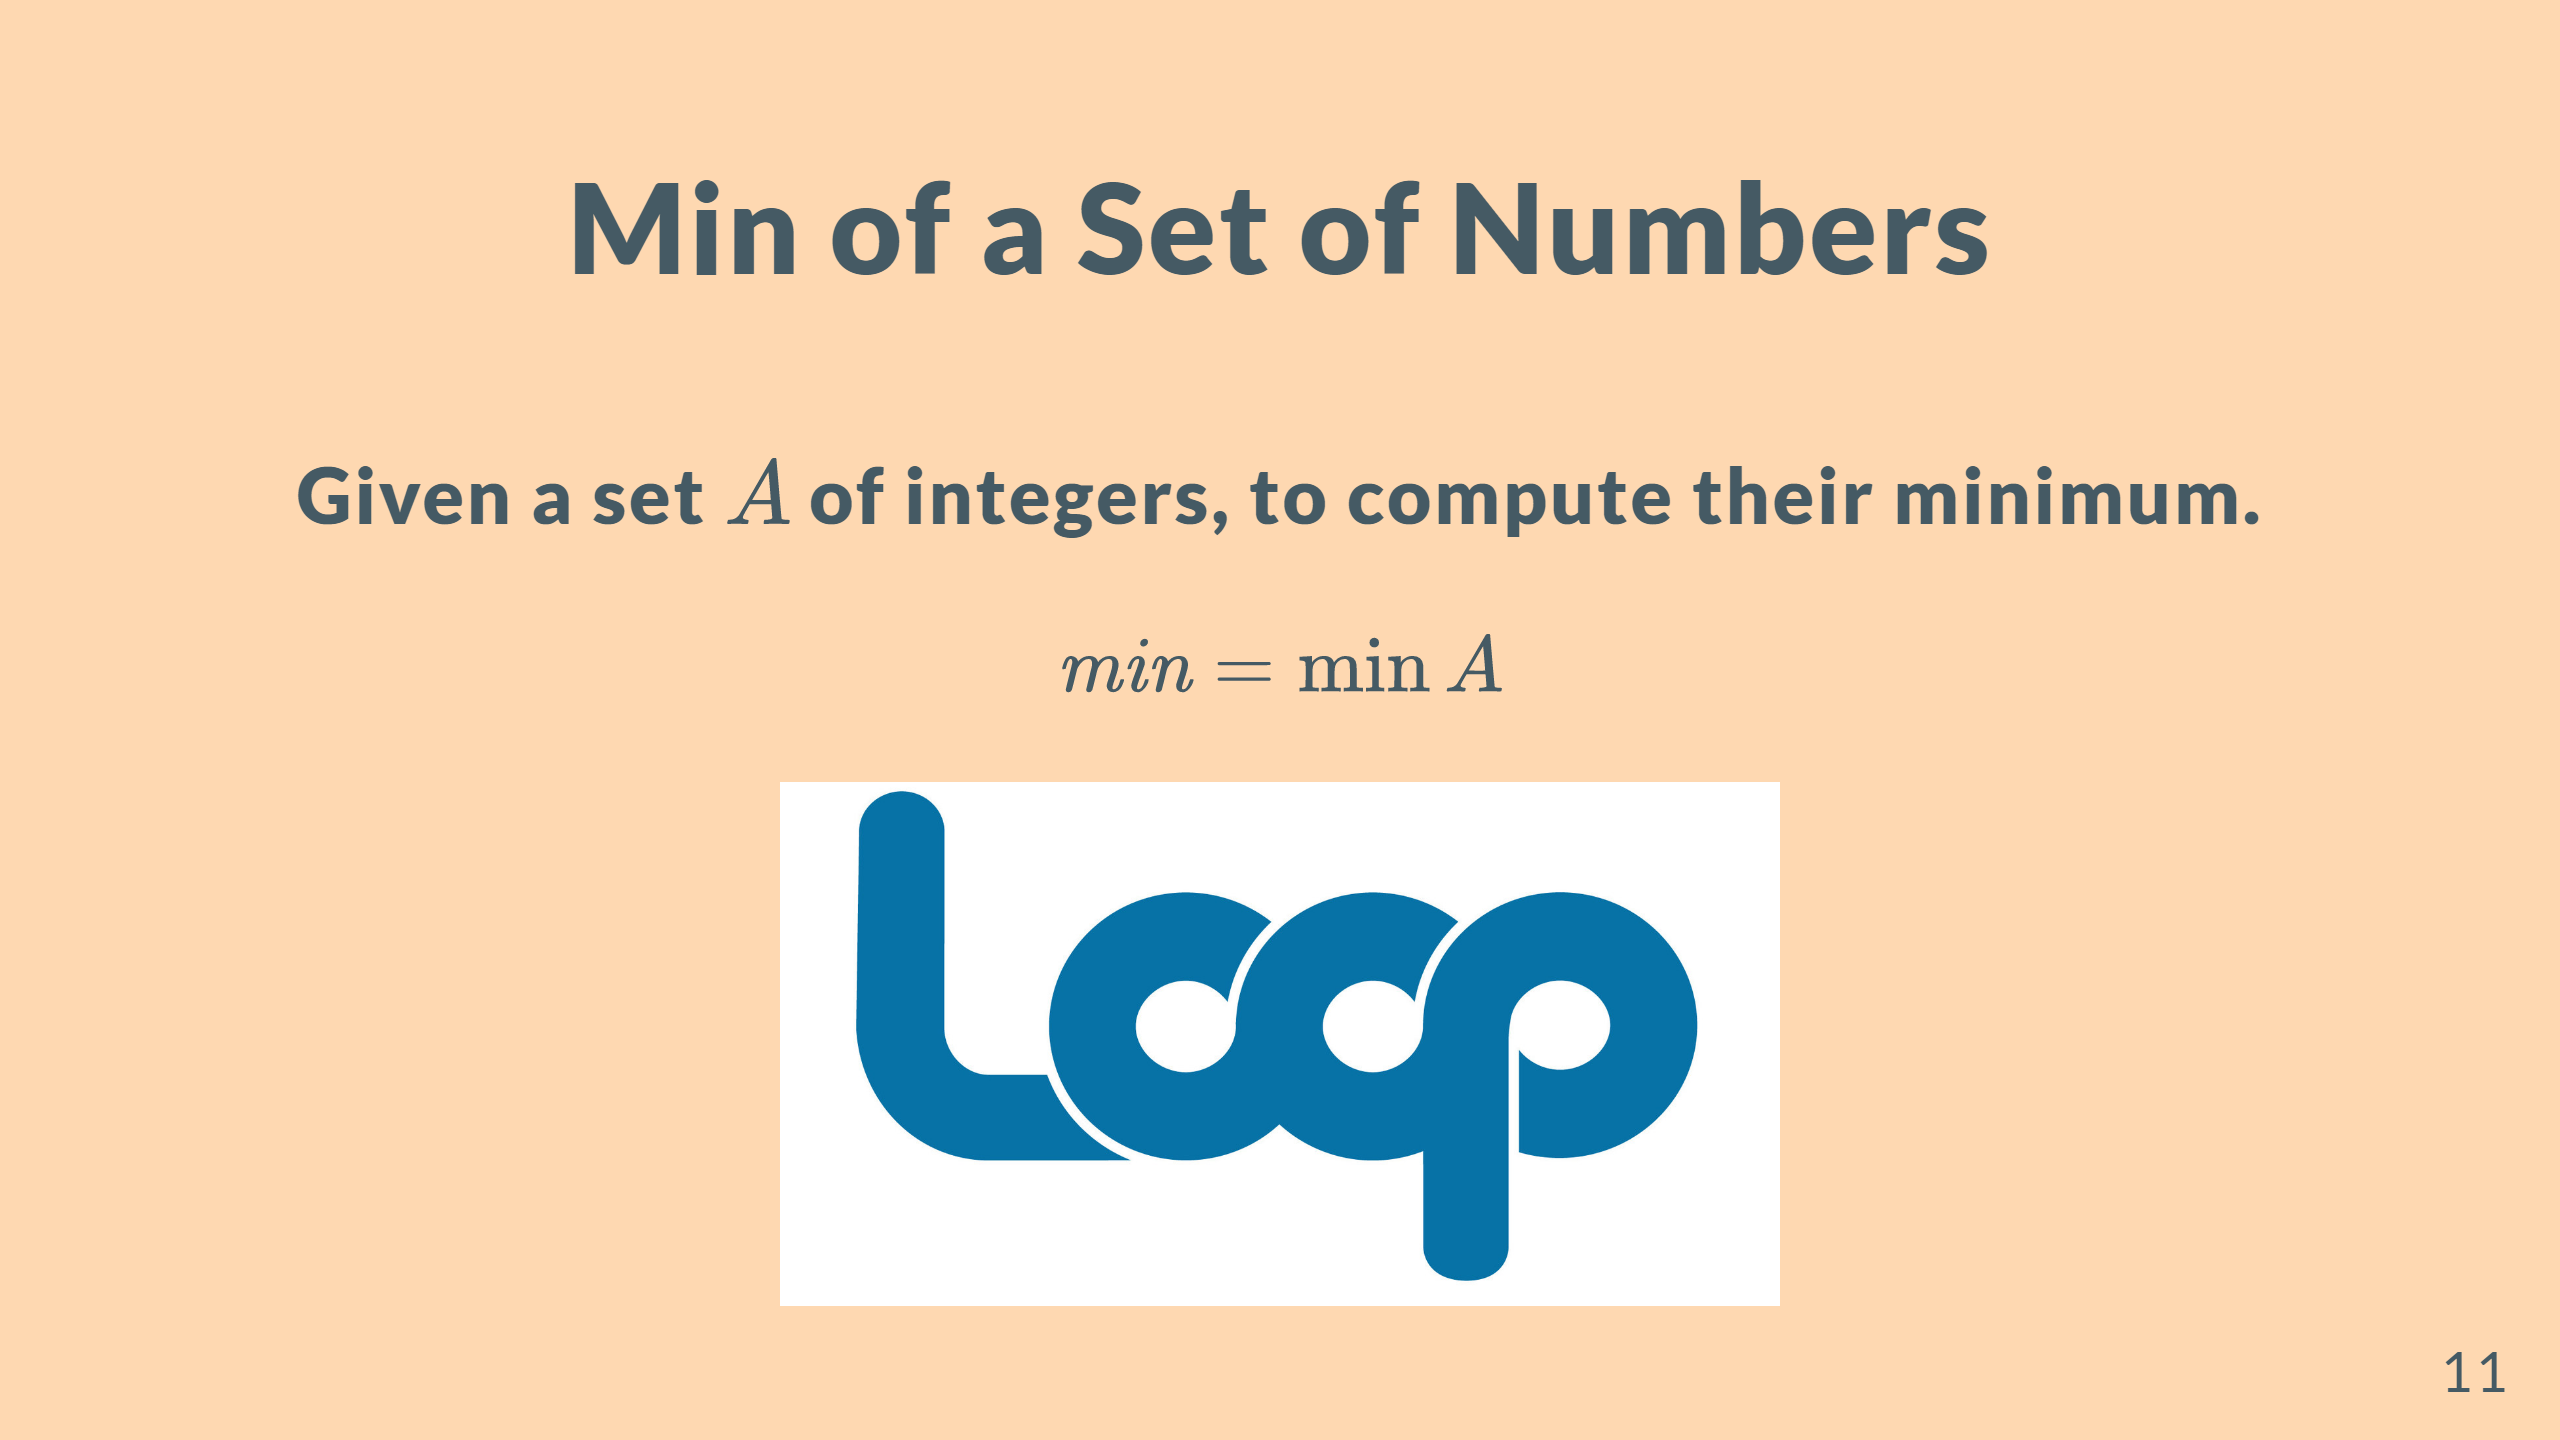 Min of a Set of Numbers
Given a set A of integers, to compute their minimum.
min = min A
Loop
11